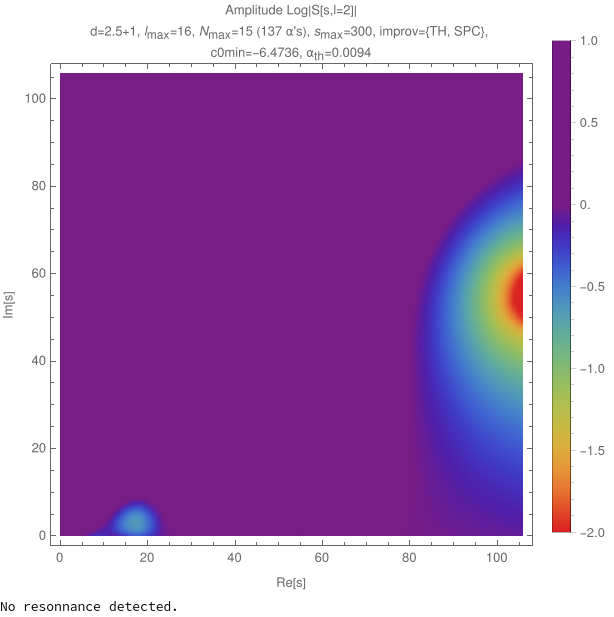 Amplitude Log|S[s,l=2]|
d=2.5+1, lmax=16, Nmax=15 (137 α's), smax=300, improv={TH, SPC},
c0min=−6.4736, αth=0.0094
1.0
0.5
0.
−0.5
−1.0
−1.5
−2.0
100
80
60
40
20
0
Im[s]
0 20 40 60 80 100
Re[s]
No resonnance detected.